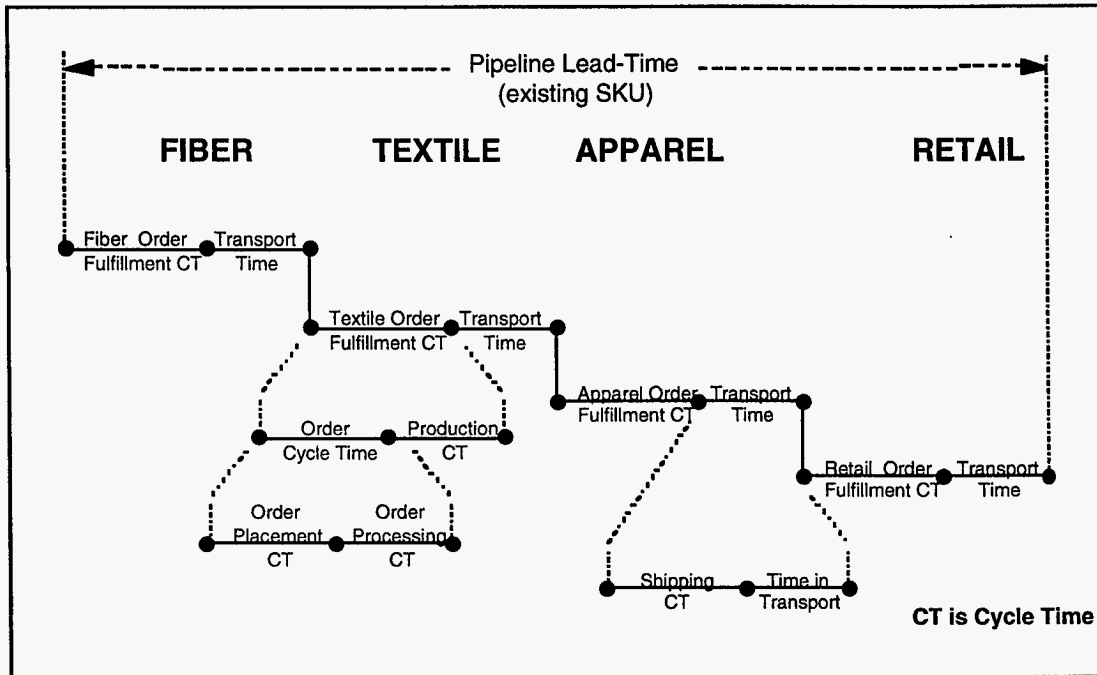 Pipeline Lead-Time
(existing SKU)
FIBER TEXTILE APPAREL RETAIL
Fiber Order Transport
Fulfillment CT Time
Textile Order Transport
Fulfillment CT Time
Apparel Order Transport
Fulfillment CT Time
Order Production
Cycle Time CT
Retail Order Transport
Fulfillment CT Time
Order Order
Placement Processing
CT CT
Shipping Time in
CT Transport
CT is Cycle Time